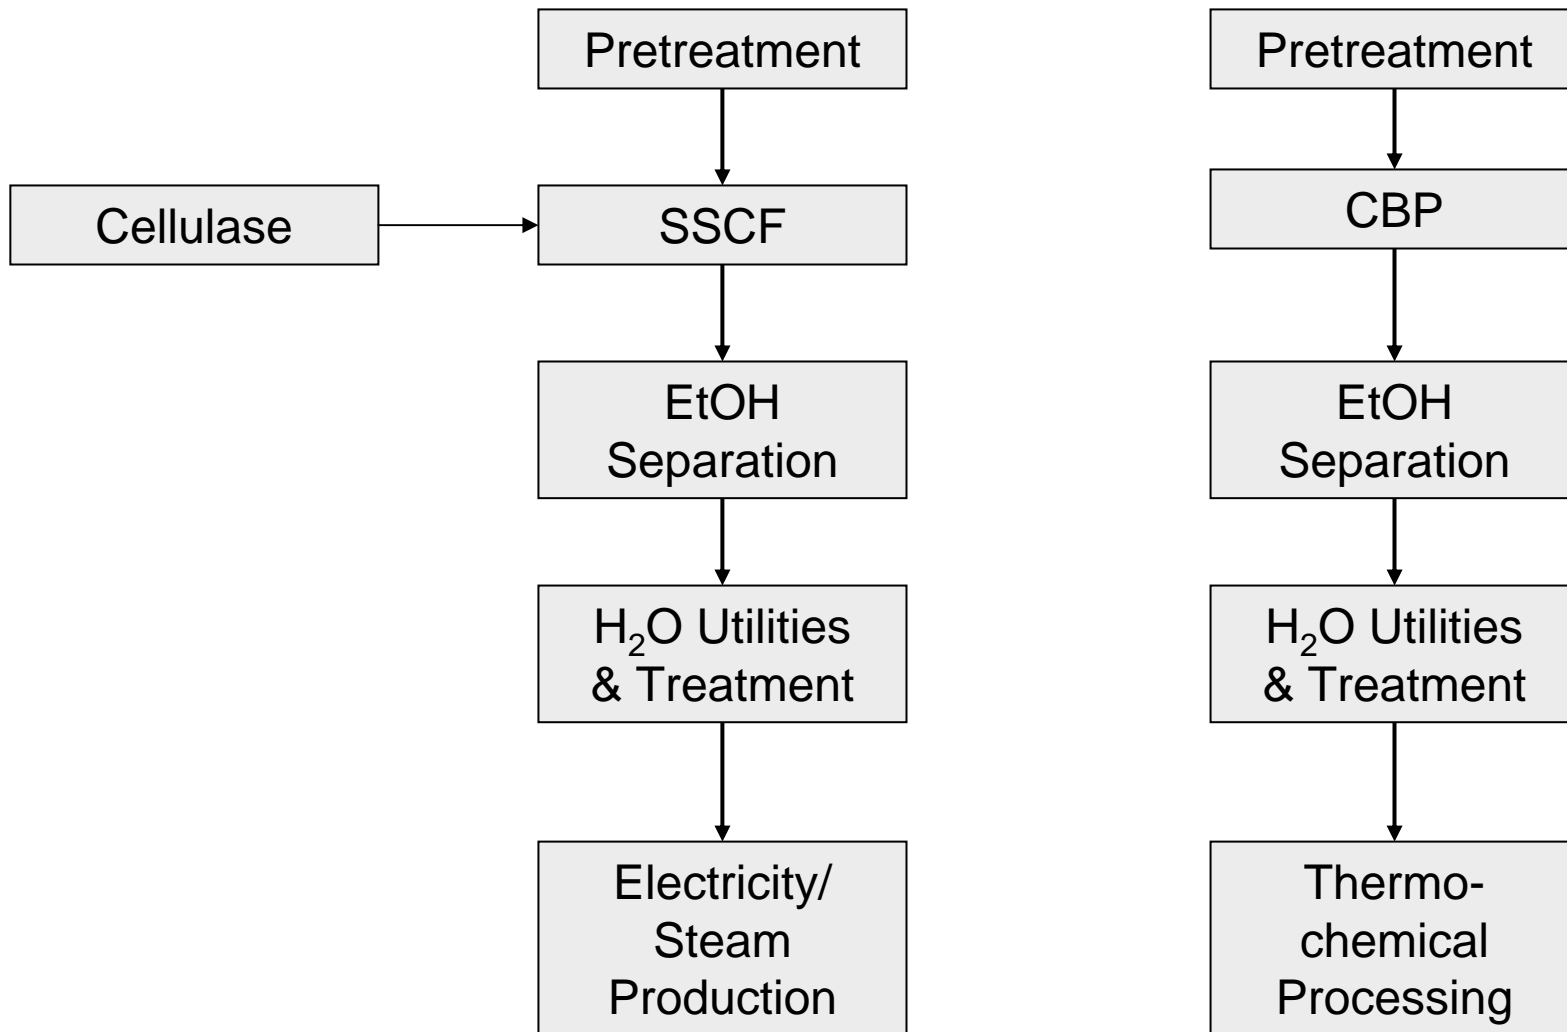 Pretreatment
Cellulase
SSCF
EtOH
Separation
H₂O Utilities
& Treatment
Electricity/
Steam
Production
Pretreatment
CBP
EtOH
Separation
H₂O Utilities
& Treatment
Thermo-
chemical
Processing